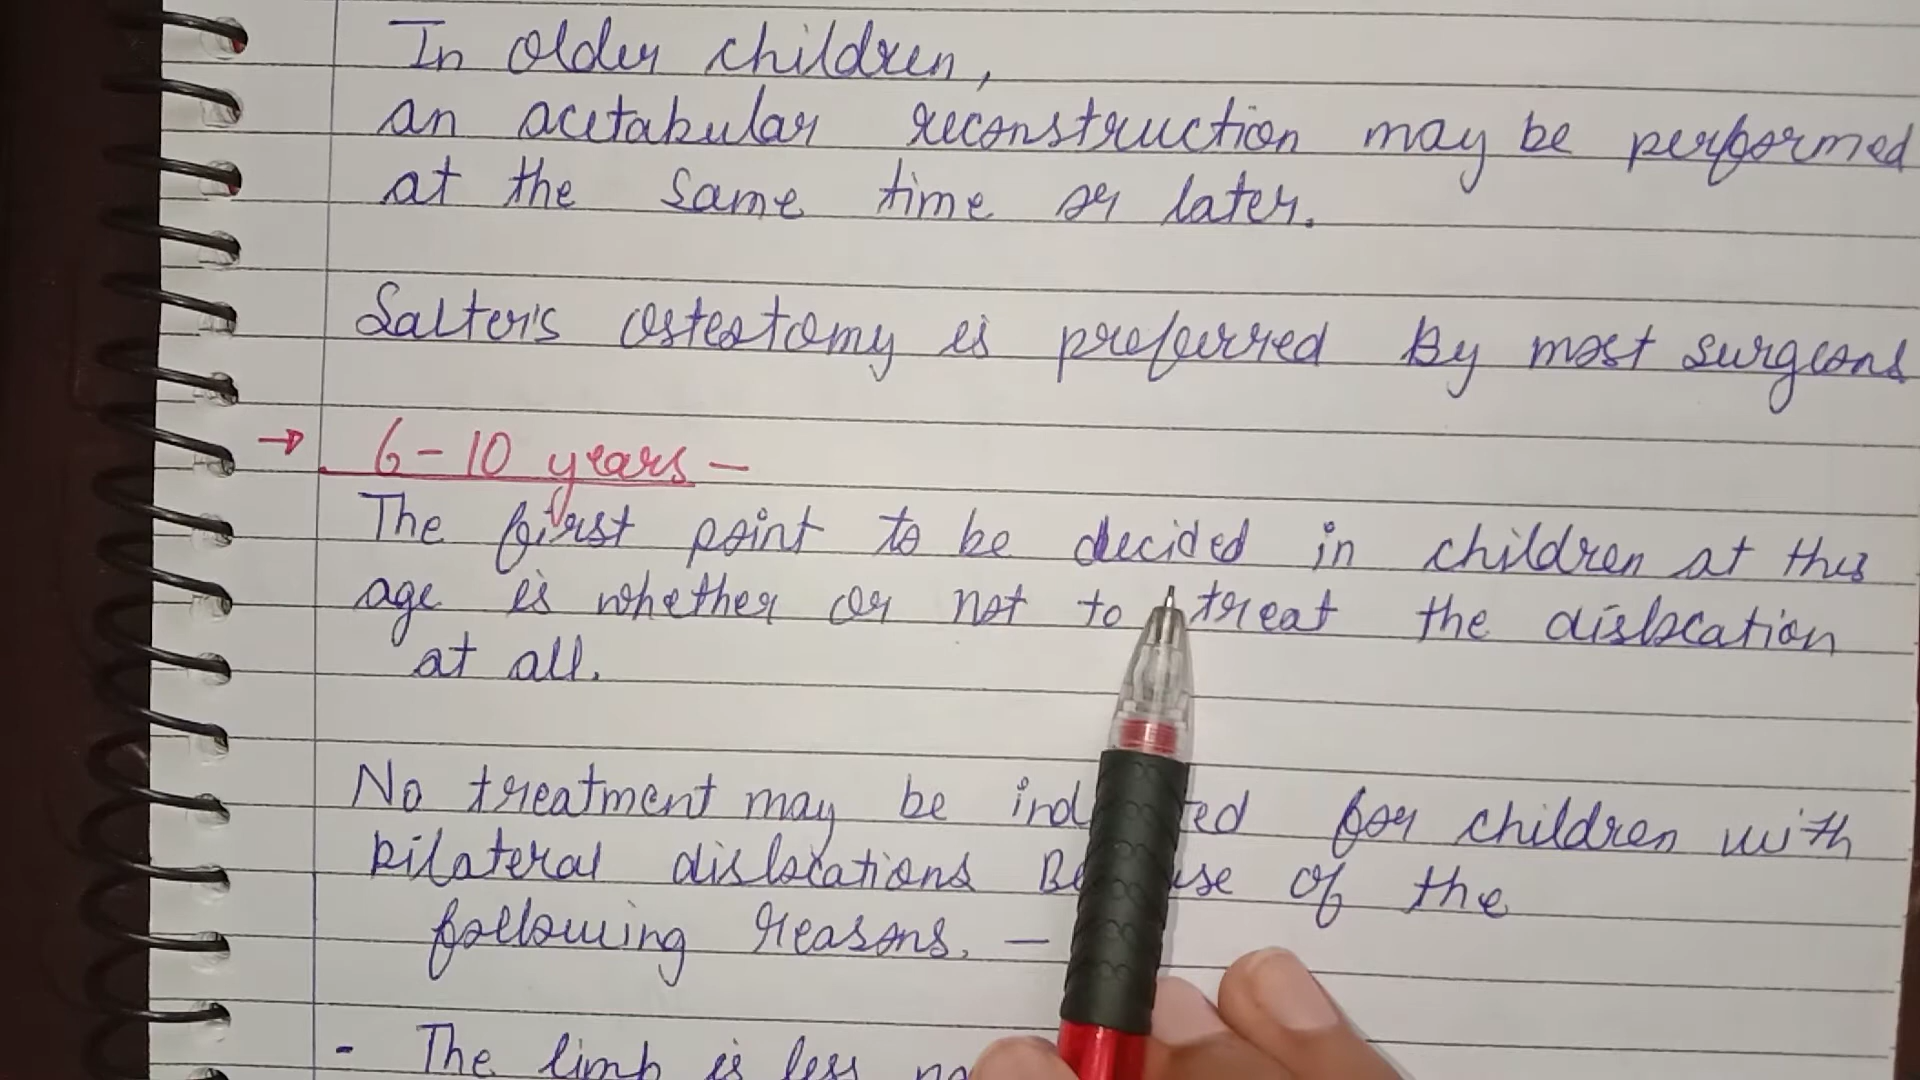 In older children,
an acetabular reconstruction may be performed
at the same time or later.
Salter's osteotomy is preferred By most surgeons
→ 6-10 years -
The first point to be decided in children at this
age is whether or not to treat the dislocation
at all.
No treatment may be for children with
bilateral dislocations of the
following reasons. -
- The limb is less